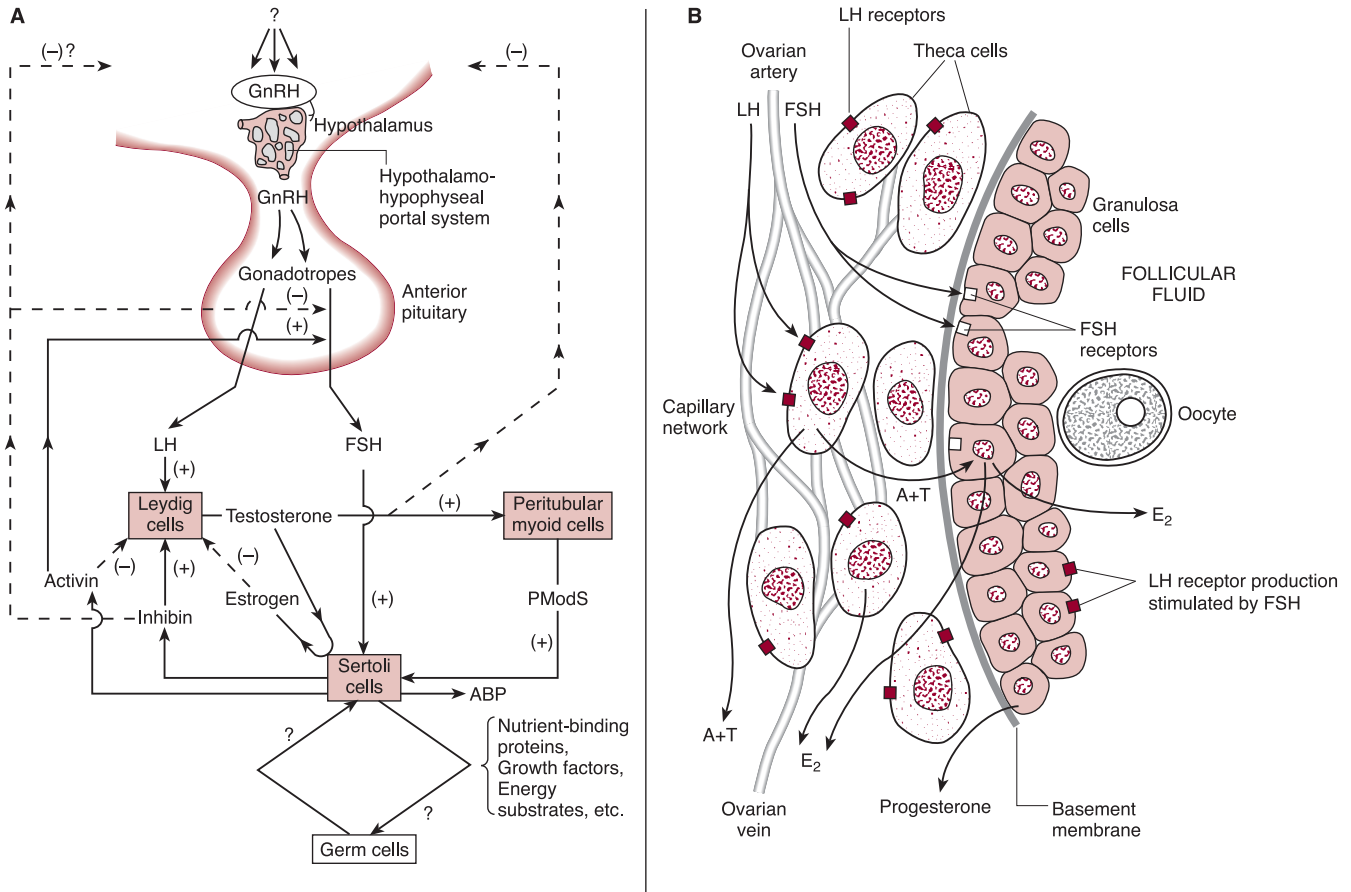 A
?
(–)?
(–)
GnRH
Hypothalamus
Hypothalamo-
hypophyseal
portal system
GnRH
Gonadotropes
(–)
(+)
Anterior
pituitary
LH
FSH
(+)
Leydig
cells
Testosterone
(+)
Peritubular
myoid cells
(–)
(+)
(–)
Activin
Estrogen
(+)
PModS
Inhibin
(+)
Sertoli
cells
ABP
?
?
Nutrient-binding
proteins,
Growth factors,
Energy
substrates, etc.
Germ cells
B
LH receptors
Ovarian
artery
Theca cells
LH
FSH
Granulosa
cells
FOLLICULAR
FLUID
FSH
receptors
Capillary
network
Oocyte
A+T
E2
LH receptor production
stimulated by FSH
A+T
E2
Progesterone
Ovarian
vein
Basement
membrane